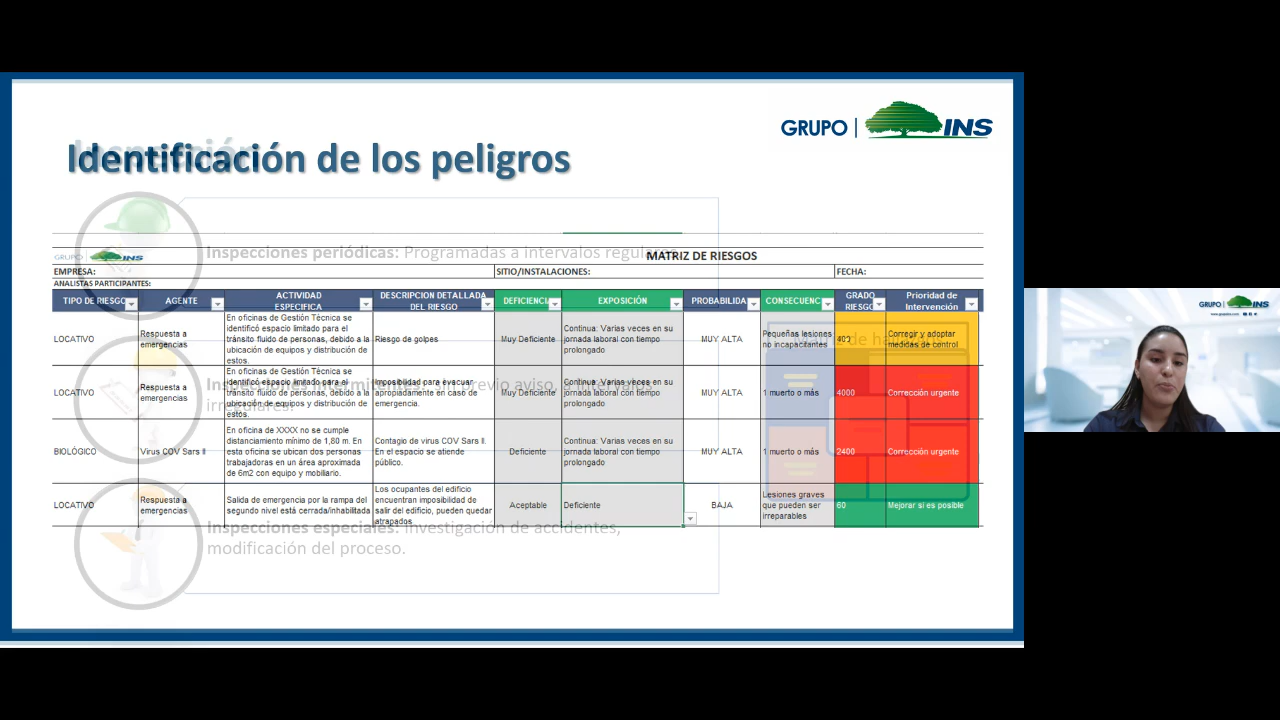 GRUPO | INS
Identificación de los peligros
Inspecciones periódicas: Programadas a intervalos regulares
GRUPO INS
MATRIZ DE RIESGOS
EMPRESA:
SITIO/INSTALACIONES:
FECHA:
ANALISTAS PARTICIPANTES:
TIPO DE RIESGO
AGENTE
ACTIVIDAD
ESPECIFICA
DESCRIPCION DETALLADA
DEL RIESGO
DEFICIENCI
EXPOSICIÓN
PROBABILIDA
CONSECUENC
GRADO
RIESGO
Prioridad de
Intervención
LOCATIVO
Respuesta a
emergencias
En oficinas de Gestión Técnica se
identificó espacio limitado para el
tránsito fluido de personas, debido a la
ubicación de equipos y distribución de
estos.
Riesgo de golpes
Muy Deficiente
Continua: Varias veces en su
jornada laboral con tiempo
prolongado
MUY ALTA
Pequeñas lesiones
no incapacitantes
Corregir y adoptar
medidas de control
LOCATIVO
Respuesta a
emergencias
En oficinas de Gestión Técnica se
identificó espacio limitado para el
tránsito fluido de personas, debido a la
ubicación de equipos y distribución de
estos.
Imposibilidad para evacuar
apropiadamente en caso de
emergencia.
Muy Deficiente
Continua: Varias veces en su
jornada laboral con tiempo
prolongado
MUY ALTA
1 muerto o más
4000
Corrección urgente
BIOLÓGICO
Virus COV Sars II
En oficina de XXXX no se cumple
distanciamiento mínimo de 1,80 m. En
esta oficina se ubican dos personas
trabajadoras en un área aproximada
de 6m2 con equipo y mobiliario.
Contagio de virus COV Sars II.
En el espacio se atiende
público.
Deficiente
Continua: Varias veces en su
jornada laboral con tiempo
prolongado
MUY ALTA
1 muerto o más
2400
Corrección urgente
LOCATIVO
Respuesta a
emergencias
Salida de emergencia por la rampa del
segundo nivel está cerrada/inhabilitada
Los ocupantes del edificio
encuentran imposibilidad de
salir del edificio, pueden quedar
atrapados
Aceptable
Deficiente
BAJA
Lesiones graves
que pueden ser
irreparables
60
Mejorar si es posible
Inspecciones especiales: Investigación de accidentes,
modificación del proceso.
GRUPO | INS